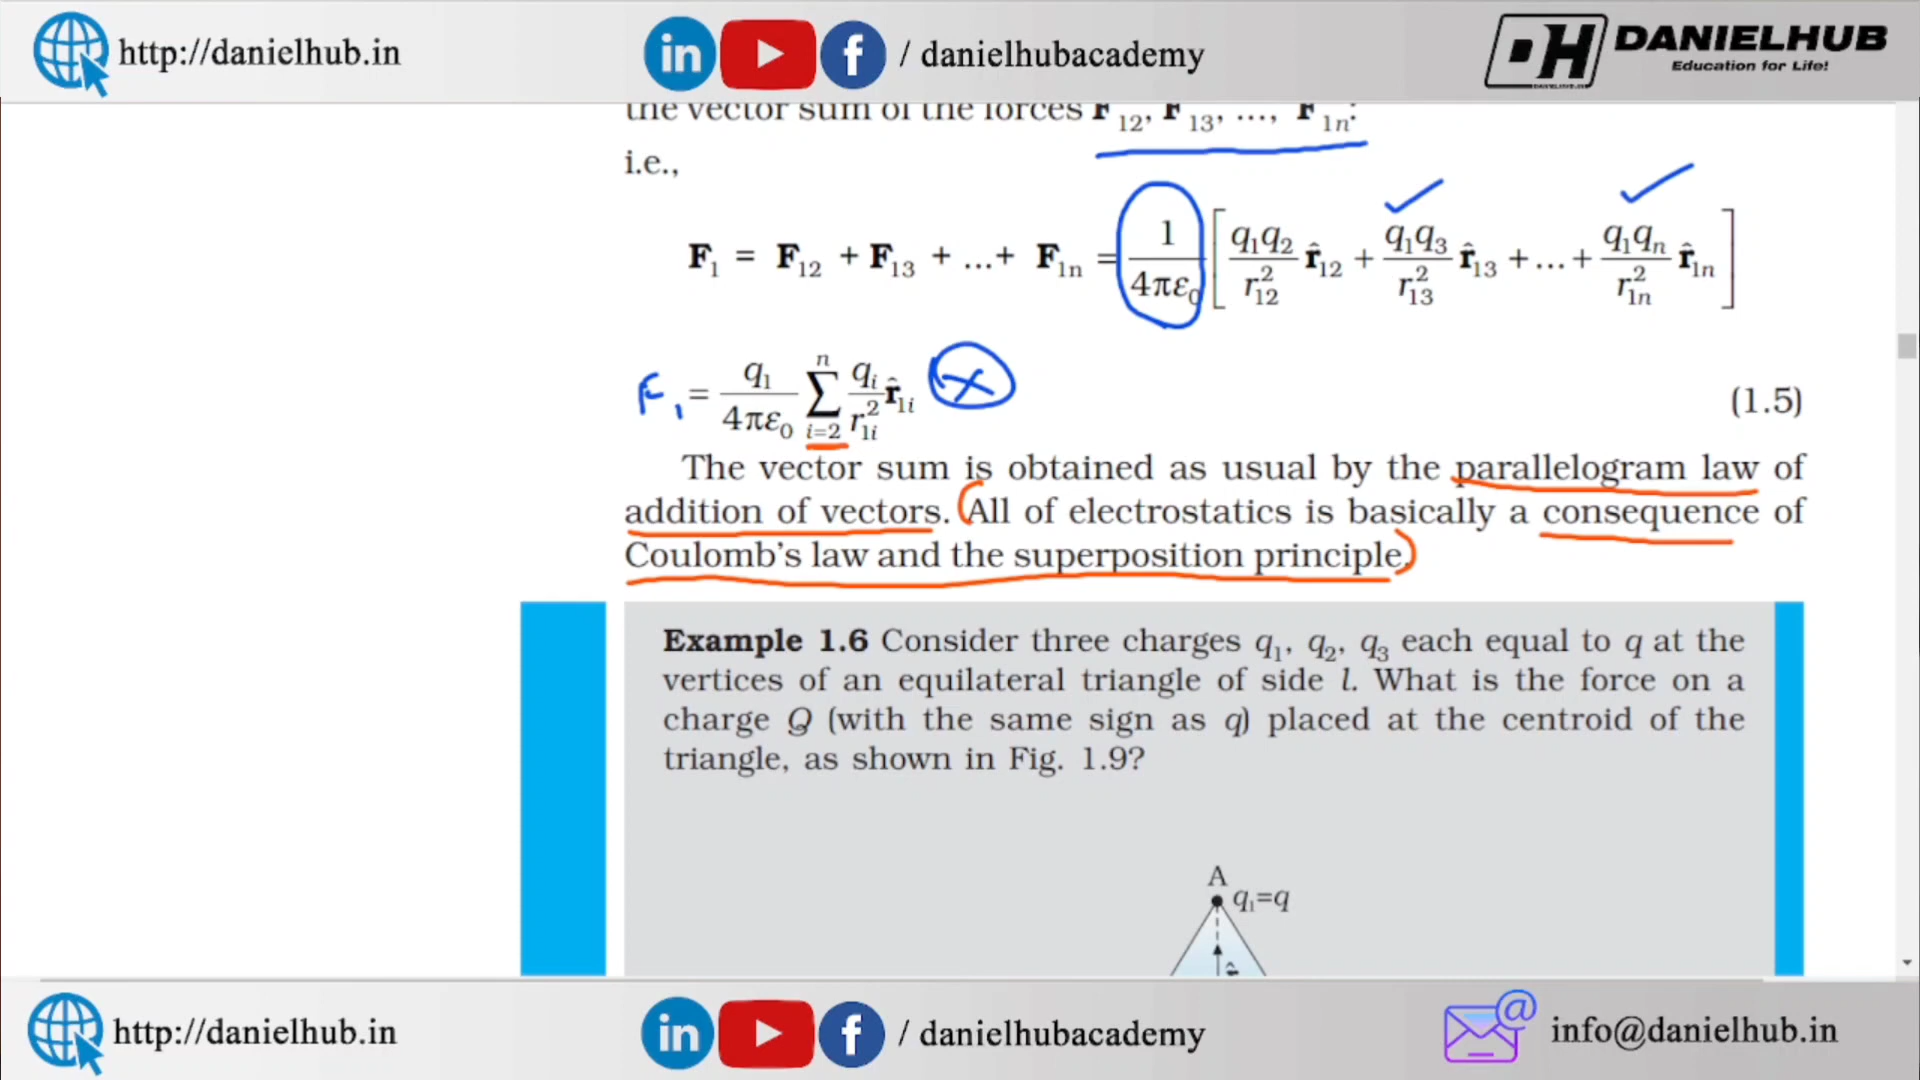 http://danielhub.in
/ danielhubacademy
DH DANIELHUB
Education for Life!
the vector sum of the forces F₁₂, F₁₃, ..., F₁ₙ.
i.e.,
F₁ = F₁₂ + F₁₃ + ...+ F₁ₙ = 1/4πε₀ [ q₁q₂/r₁₂² r̂₁₂ + q₁q₃/r₁₃² r̂₁₃ + ... + q₁qₙ/r₁ₙ² r̂₁ₙ ]
F₁ = q₁/4πε₀ ∑ᵢ₌₂ⁿ qᵢ/r₁ᵢ² r̂₁ᵢ (1.5)
The vector sum is obtained as usual by the parallelogram law of
addition of vectors. (All of electrostatics is basically a consequence of
Coulomb's law and the superposition principle.)
Example 1.6 Consider three charges q₁, q₂, q₃ each equal to q at the
vertices of an equilateral triangle of side l. What is the force on a
charge Q (with the same sign as q) placed at the centroid of the
triangle, as shown in Fig. 1.9?
A
q₁=q
http://danielhub.in
/ danielhubacademy
info@danielhub.in